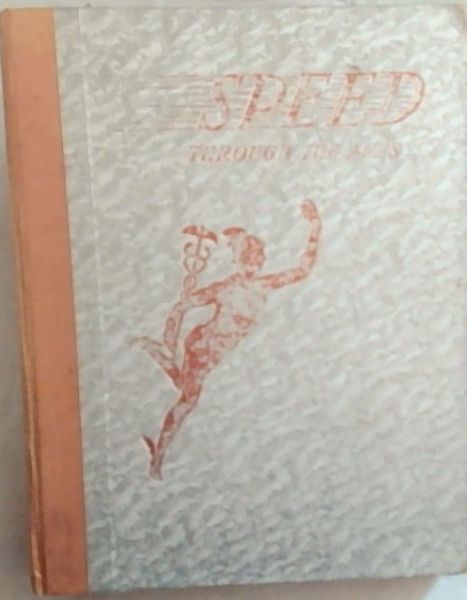 SPEED
THROUGH THE AGES